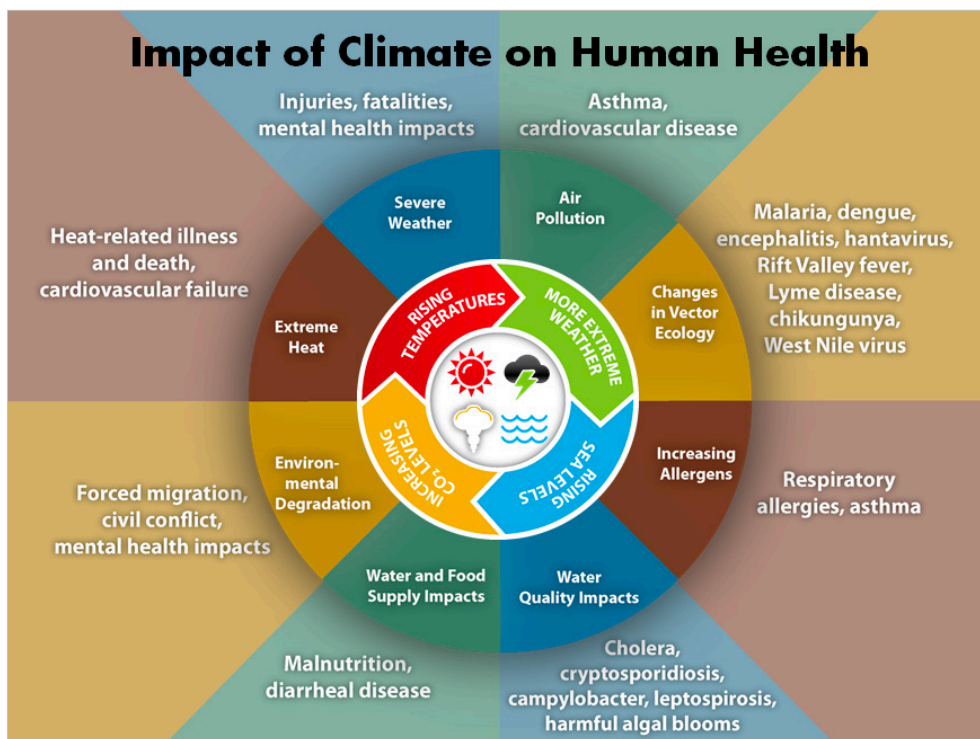 Impact of Climate on Human Health
Injuries, fatalities,
mental health impacts
Asthma,
cardiovascular disease
Severe
Weather
Air
Pollution
Heat-related illness
and death,
cardiovascular failure
Malaria, dengue,
encephalitis, hantavirus,
Rift Valley fever,
Lyme disease,
chikungunya,
West Nile virus
Extreme
Heat
Changes
in Vector
Ecology
RISING
TEMPERATURES
MORE EXTREME
WEATHER
INCREASING
CO₂ LEVELS
RISING
SEA LEVELS
Environ-
mental
Degradation
Increasing
Allergens
Forced migration,
civil conflict,
mental health impacts
Respiratory
allergies, asthma
Water and Food
Supply Impacts
Water
Quality Impacts
Malnutrition,
diarrheal disease
Cholera,
cryptosporidiosis,
campylobacter, leptospirosis,
harmful algal blooms